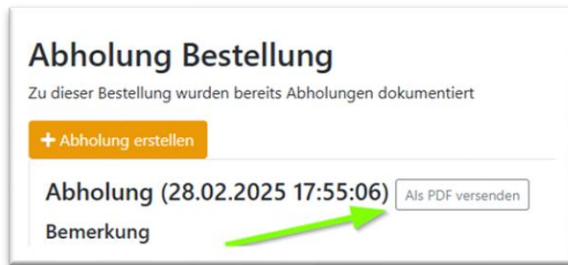 Abholung Bestellung
Zu dieser Bestellung wurden bereits Abholungen dokumentiert
+ Abholung erstellen
Abholung (28.02.2025 17:55:06) Als PDF versenden
Bemerkung